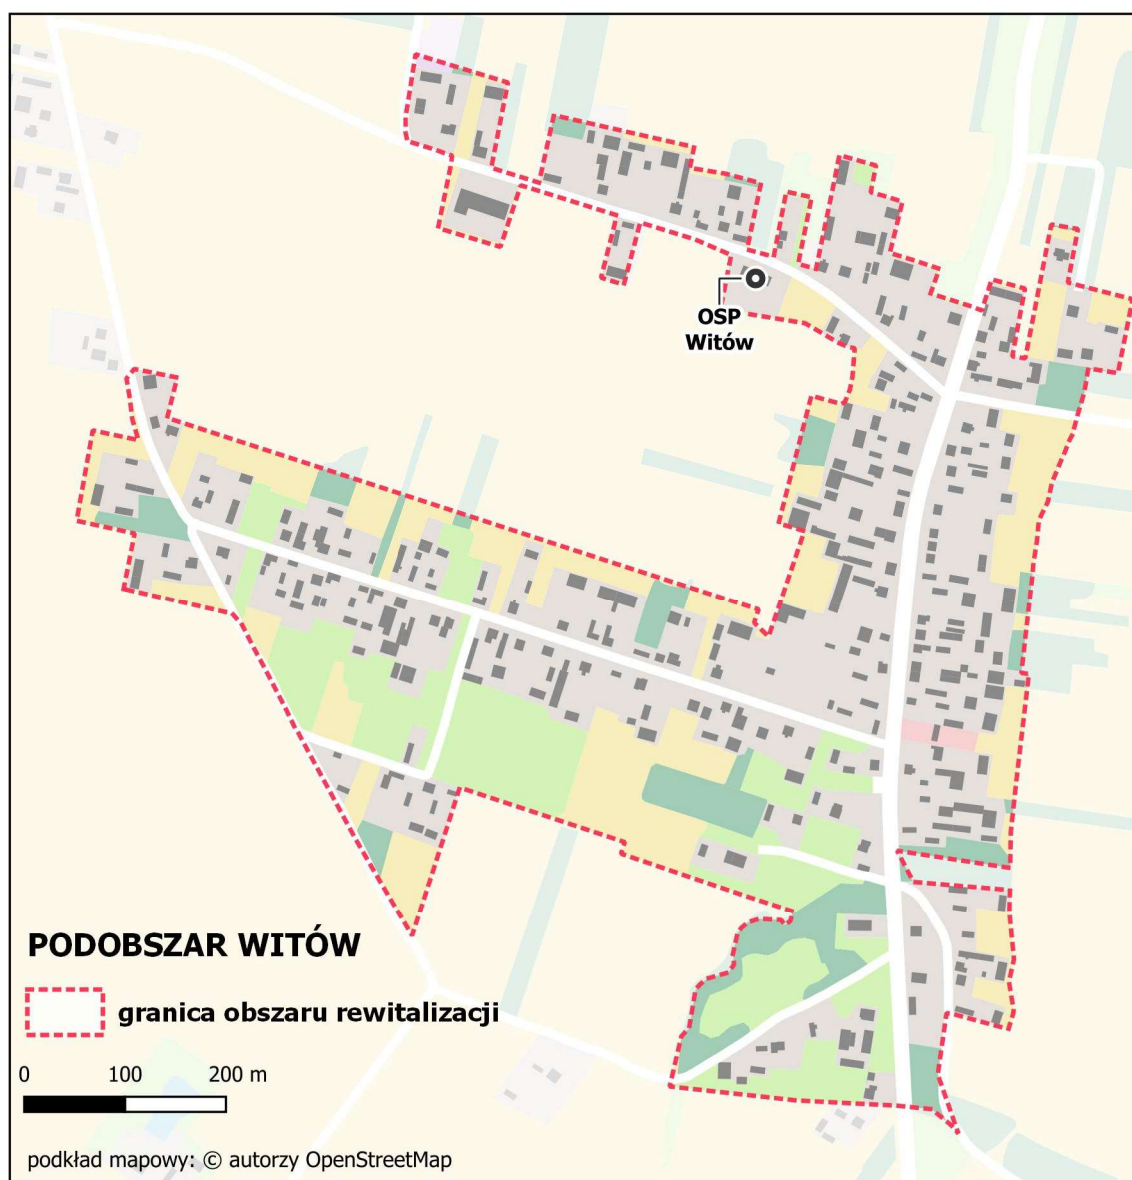 OSP
Witów
PODOBSZAR WITÓW
granica obszaru rewitalizacji
0 100 200 m
podkład mapowy: © autorzy OpenStreetMap